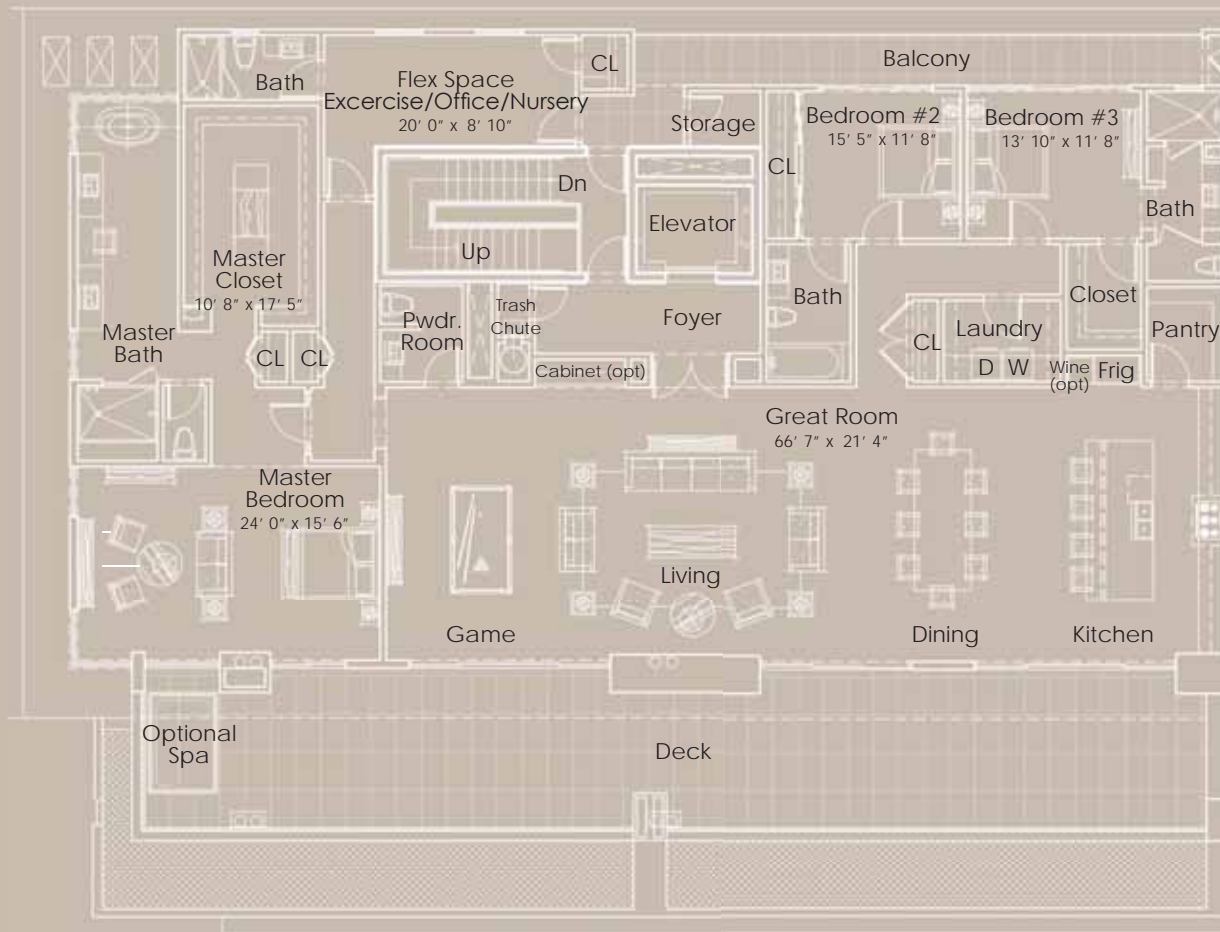 Balcony
CL
Bath
Flex Space
Excercise/Office/Nursery
20' 0" x 8' 10"
Storage
Bedroom #2
15' 5" x 11' 8"
Bedroom #3
13' 10" x 11' 8"
CL
Dn
Up
Elevator
Bath
Master
Closet
10' 8" x 17' 5"
Master
Bath
CL
CL
Pwdr.
Room
Trash
Chute
Foyer
Cabinet (opt)
Bath
CL
Laundry
D
W
Closet
Wine
(opt)
Frig
Pantry
Great Room
66' 7" x 21' 4"
Master
Bedroom
24' 0" x 15' 6"
Living
Game
Dining
Kitchen
Optional
Spa
Deck